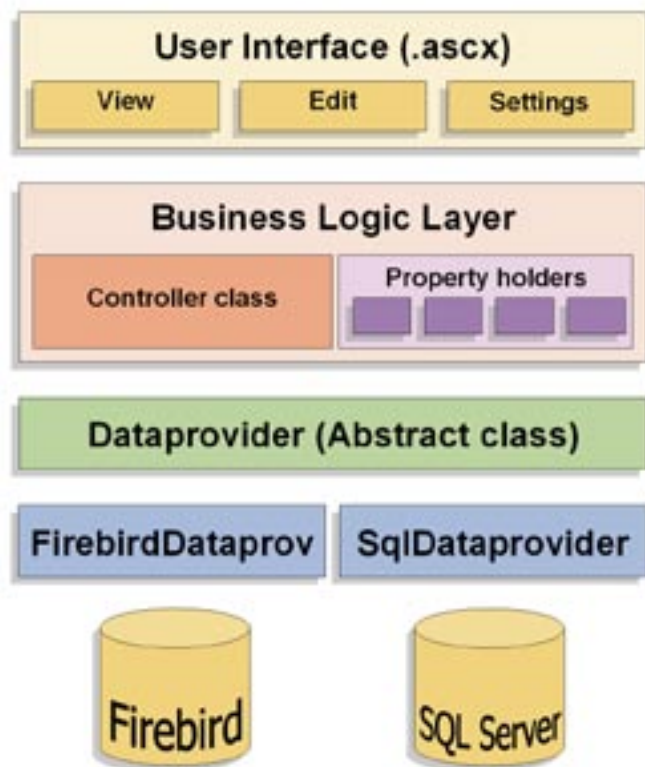 User Interface (.ascx)
View Edit Settings
Business Logic Layer
Controller class
Property holders
Dataprovider (Abstract class)
FirebirdDataprov SqlDataprovider
Firebird SQL Server